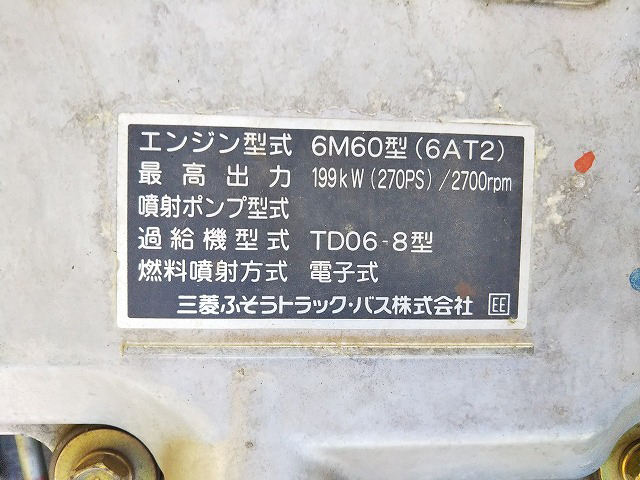 エンジン型式 6M60型(6AT2)
最高出力 199kW(270PS)/2700rpm
噴射ポンプ型式
過給機型式 TD06-8型
燃料噴射方式 電子式
三菱ふそうトラック・バス株式会社 EE